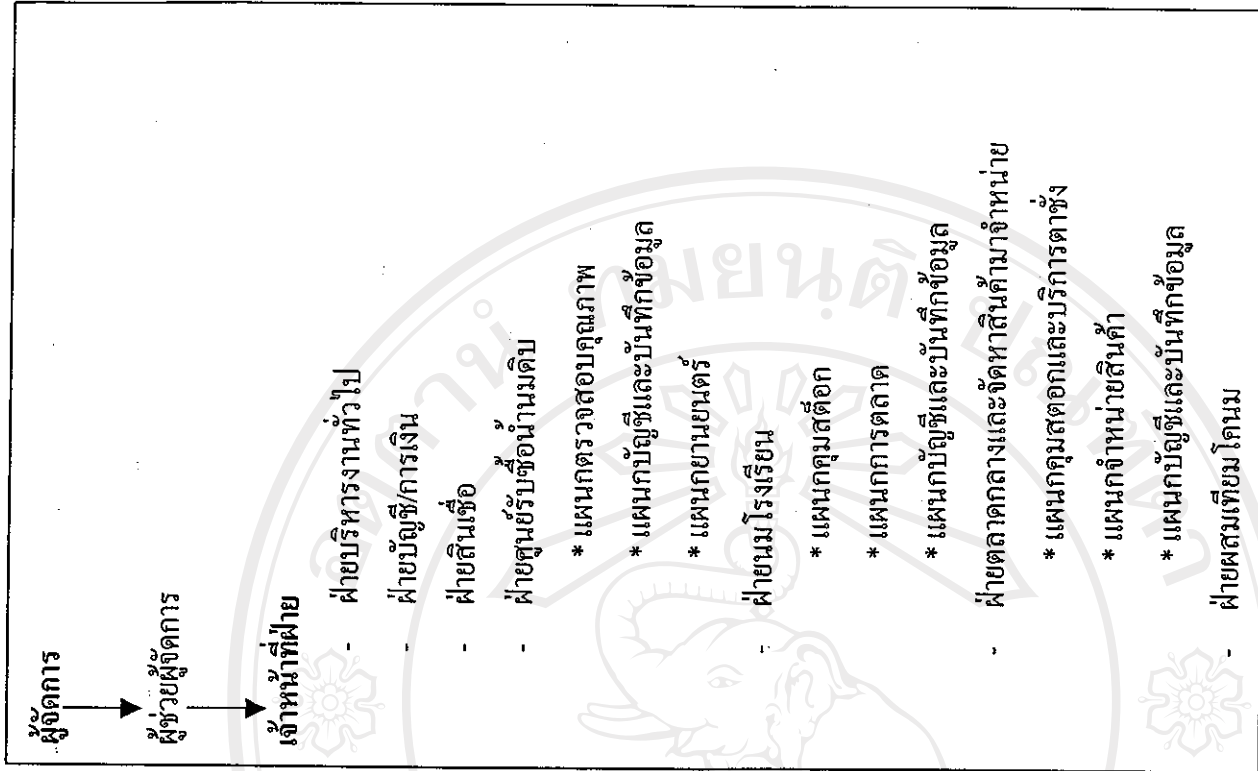 ผู้จัดการ
ผู้ช่วยผู้จัดการ
เจ้าหน้าที่ฝ่าย
- ฝ่ายบริหารงานทั่วไป
- ฝ่ายบัญชี/การเงิน
- ฝ่ายสินเชื่อ
- ฝ่ายศูนย์รับซื้อน้ำนมดิบ
* แผนกตรวจสอบคุณภาพ
* แผนกบัญชีและบันทึกข้อมูล
* แผนกยานยนตร์
- ฝ่ายนมโรงเรียน
* แผนกคุมสต๊อก
* แผนกการตลาด
* แผนกบัญชีและบันทึกข้อมูล
- ฝ่ายตลาดกลางและจัดหาสินค้ามาจำหน่าย
* แผนกคุมสตอกและบริการตาชั่ง
* แผนกจำหน่ายสินค้า
* แผนกบัญชีและบันทึกข้อมูล
- ฝ่ายผสมเทียมโคนม